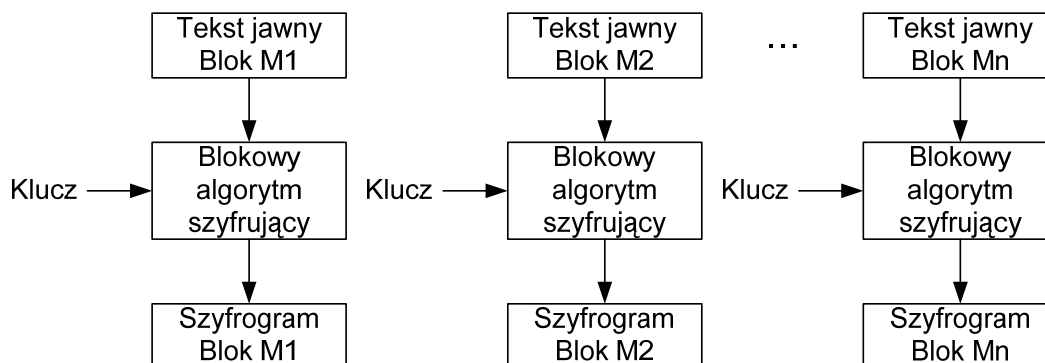 Tekst jawny
Blok M1
Tekst jawny
Blok M2
...
Tekst jawny
Blok Mn
Klucz
Blokowy
algorytm
szyfrujący
Klucz
Blokowy
algorytm
szyfrujący
Klucz
Blokowy
algorytm
szyfrujący
Szyfrogram
Blok M1
Szyfrogram
Blok M2
Szyfrogram
Blok Mn